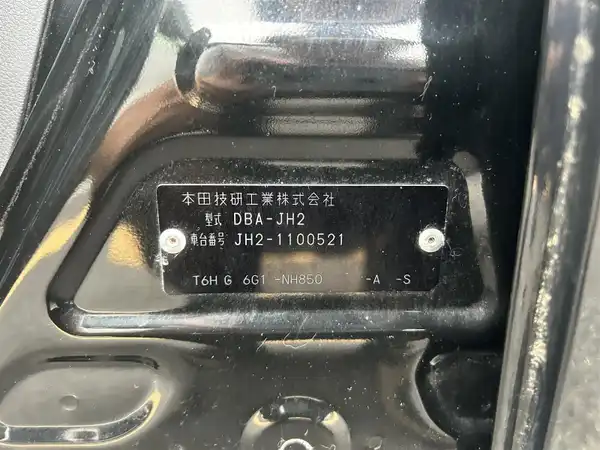 本田技研工業株式会社
型式 DBA-JH2
車台番号 JH2-1100521
T6H G 6G1 -NH850 -A -S